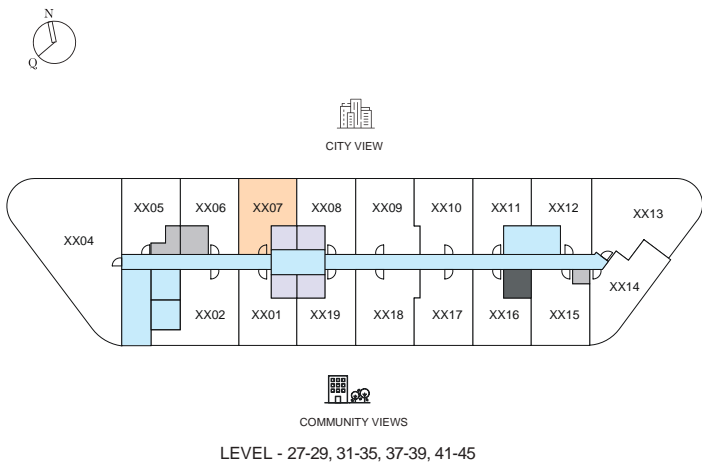 N
Q
CITY VIEW
XX05
XX06
XX07
XX08
XX09
XX10
XX11
XX12
XX13
XX04
XX14
XX02
XX01
XX19
XX18
XX17
XX16
XX15
COMMUNITY VIEWS
LEVEL - 27-29, 31-35, 37-39, 41-45